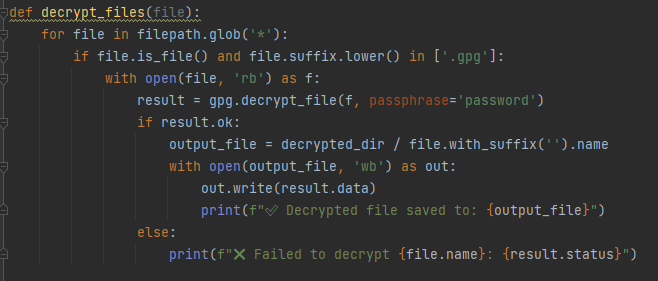 def decrypt_files(file):
    for file in filepath.glob('*'):
        if file.is_file() and file.suffix.lower() in ['.gpg']:
            with open(file, 'rb') as f:
                result = gpg.decrypt_file(f, passphrase='password')
                if result.ok:
                    output_file = decrypted_dir / file.with_suffix('').name
                    with open(output_file, 'wb') as out:
                        out.write(result.data)
                        print(f"✅ Decrypted file saved to: {output_file}")
                else:
                    print(f"❌ Failed to decrypt {file.name}: {result.status}")